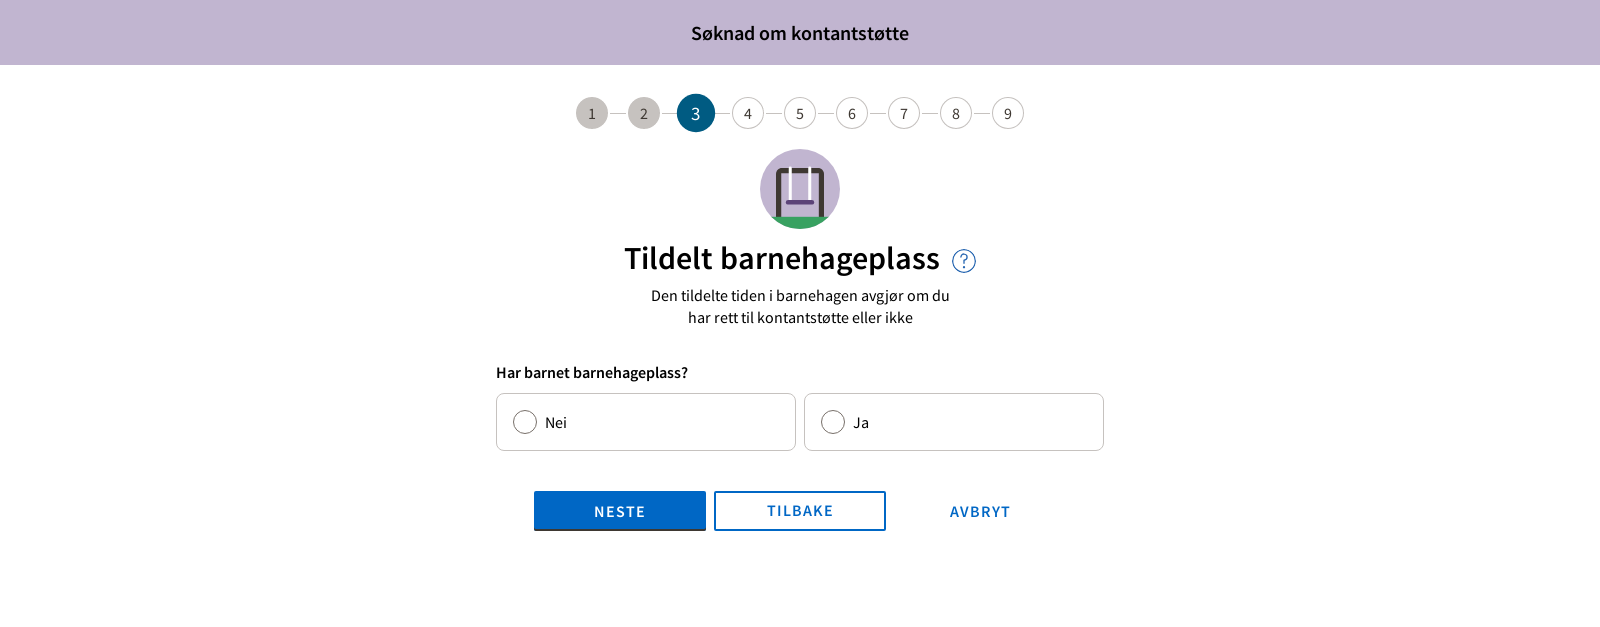 Søknad om kontantstøtte
1 2 3 4 5 6 7 8 9
Tildelt barnehageplass ?
Den tildelte tiden i barnehagen avgjør om du
har rett til kontantstøtte eller ikke
Har barnet barnehageplass?
Nei Ja
NESTE TILBAKE AVBRYT